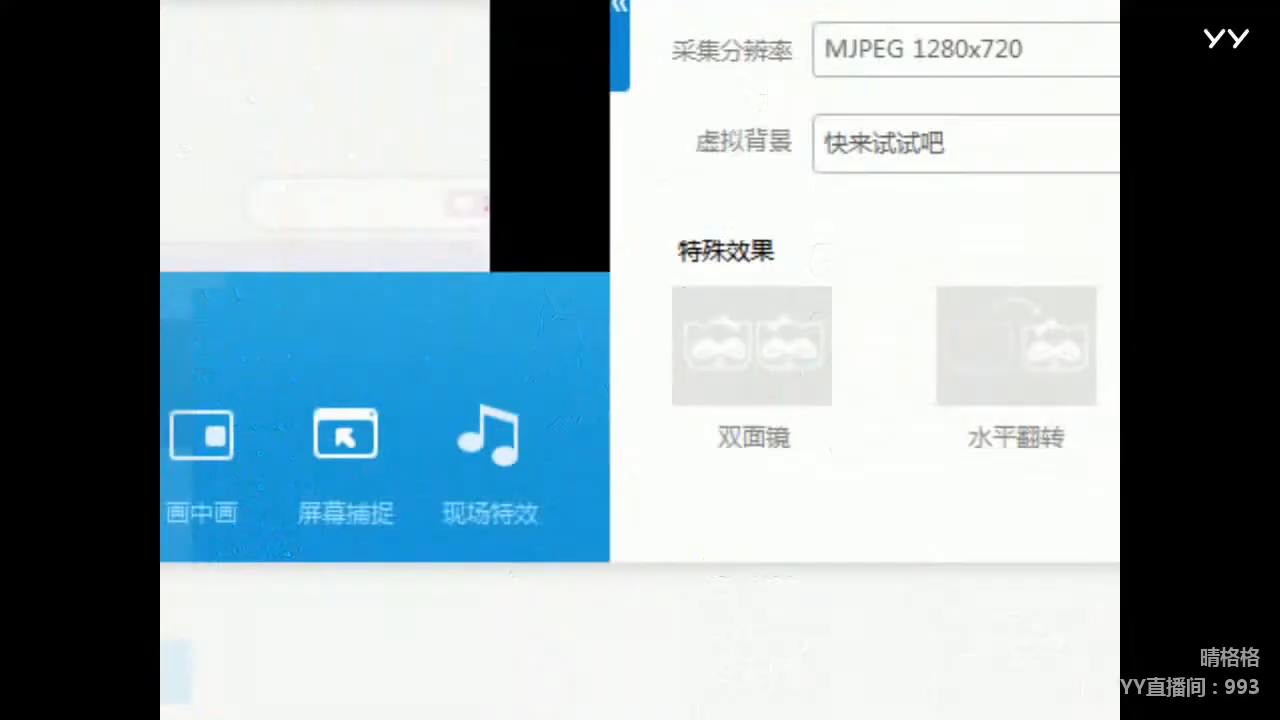 YY
采集分辨率 MJPEG 1280x720
虚拟背景 快来试试吧
特殊效果
双面镜 水平翻转
画中画 屏幕捕捉 现场特效
晴格格
YY直播间：993